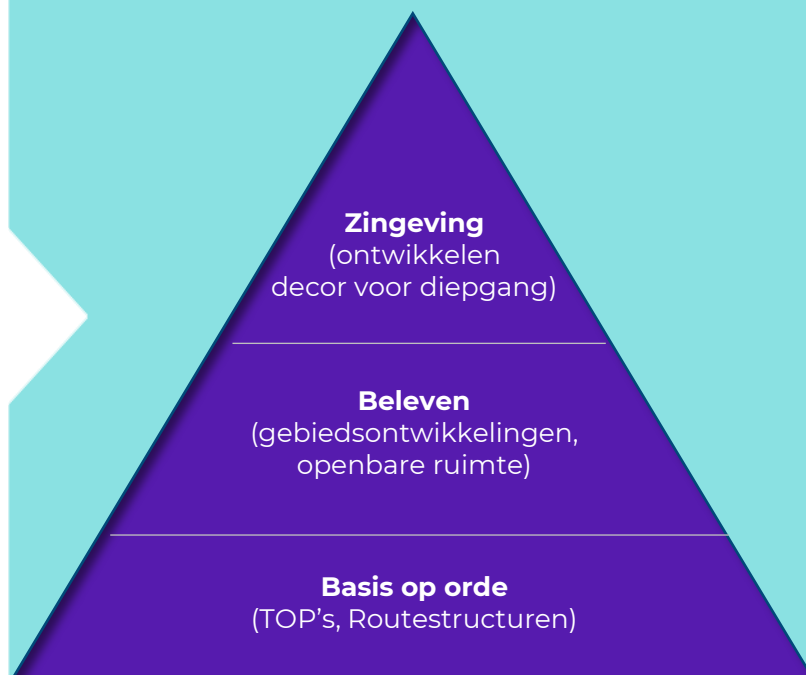 Zingeving
(ontwikkelen
decor voor diepgang)
Beleven
(gebiedsontwikkelingen,
openbare ruimte)
Basis op orde
(TOP’s, Routestructuren)